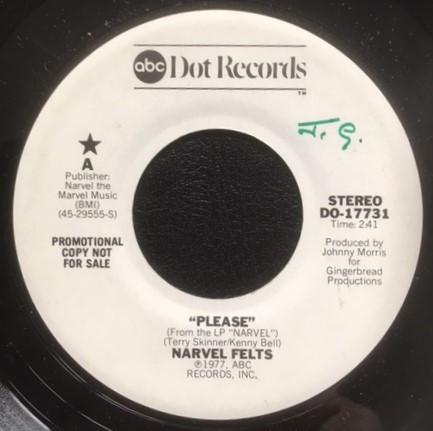 abc Dot Records
TM
★
A
Publisher:
Narvel the
Marvel Music
(BMI)
(45-29555-S)
PROMOTIONAL
COPY NOT
FOR SALE
STEREO
DO-17731
Time: 2:41
Produced by
Johnny Morris
for
Gingerbread
Productions
"PLEASE"
(From the LP "NARVEL")
(Terry Skinner/Kenny Bell)
NARVEL FELTS
℗1977, ABC
RECORDS, INC.